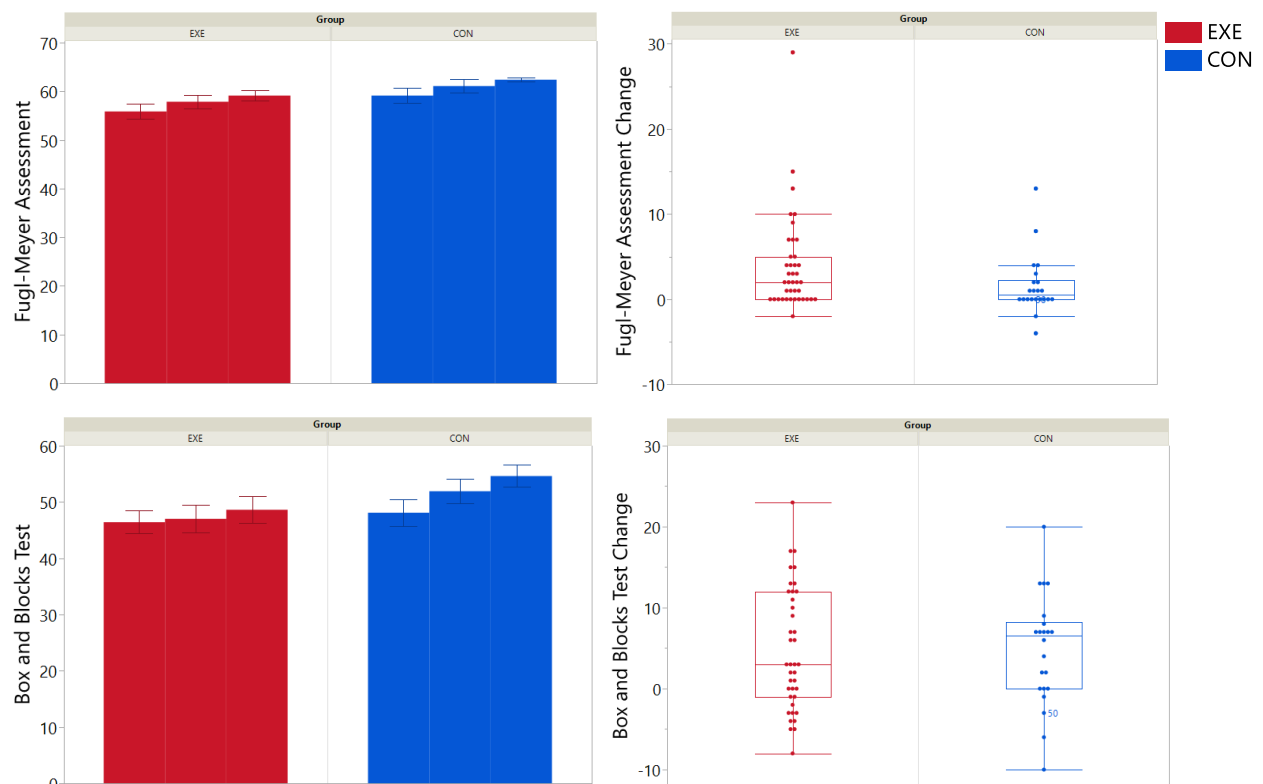 Group
EXE CON
Fugl-Meyer Assessment
70
60
50
40
30
20
10
0
Group
EXE CON
Fugl-Meyer Assessment Change
30
20
10
0
-10
EXE
CON
Group
EXE CON
Box and Blocks Test
60
50
40
30
20
10
0
Group
EXE CON
Box and Blocks Test Change
30
20
10
0
-10
50